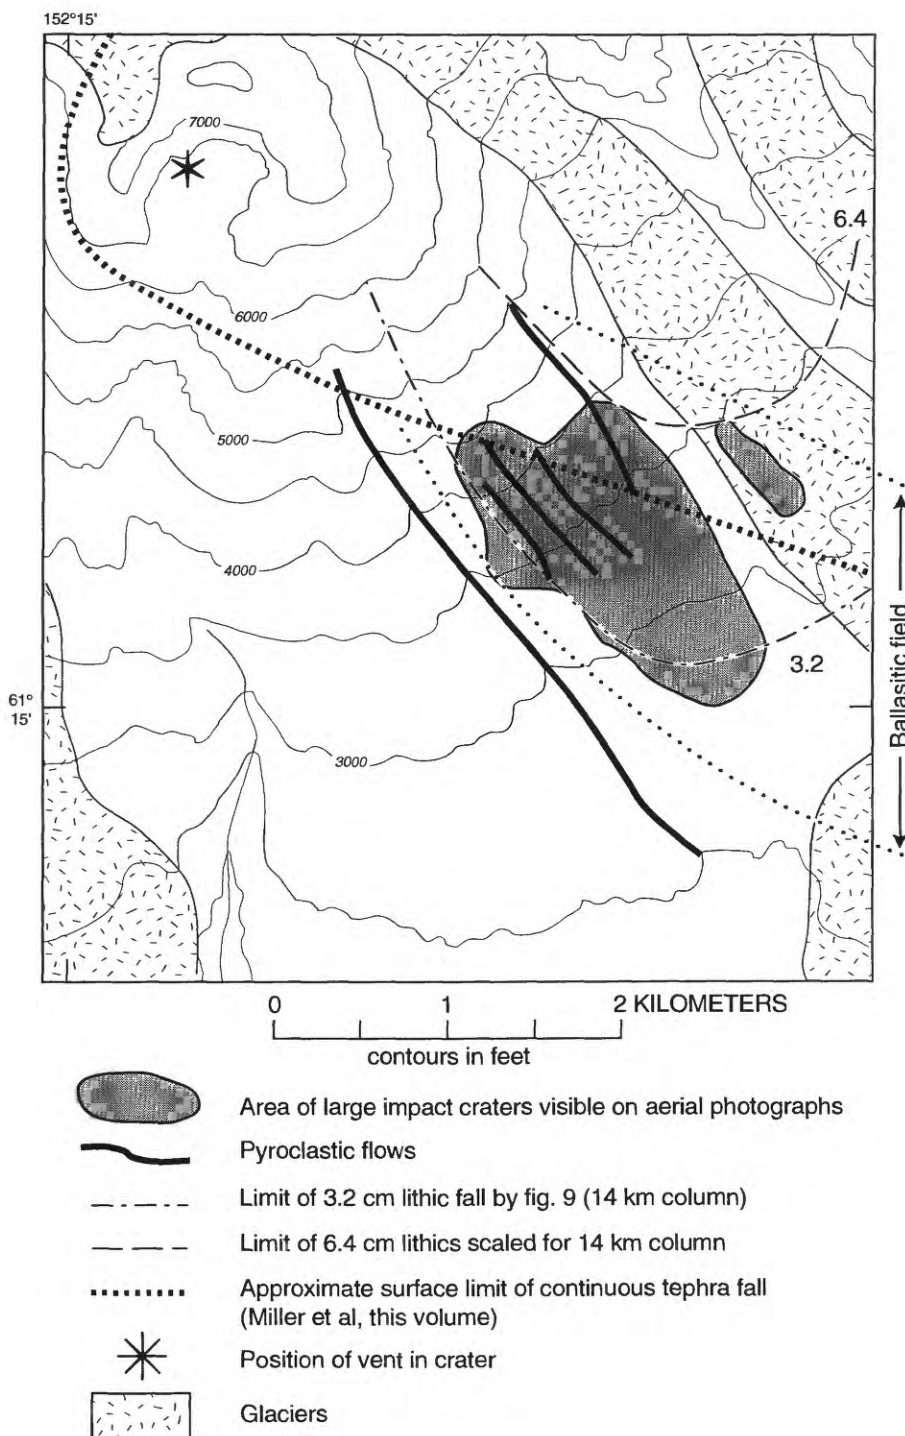 152°15'
7000
6.4
6000
5000
4000
3.2
61°
15'
3000
Ballasitic field
0 1 2 KILOMETERS
contours in feet
Area of large impact craters visible on aerial photographs
Pyroclastic flows
Limit of 3.2 cm lithic fall by fig. 9 (14 km column)
Limit of 6.4 cm lithics scaled for 14 km column
Approximate surface limit of continuous tephra fall
(Miller et al, this volume)
Position of vent in crater
Glaciers